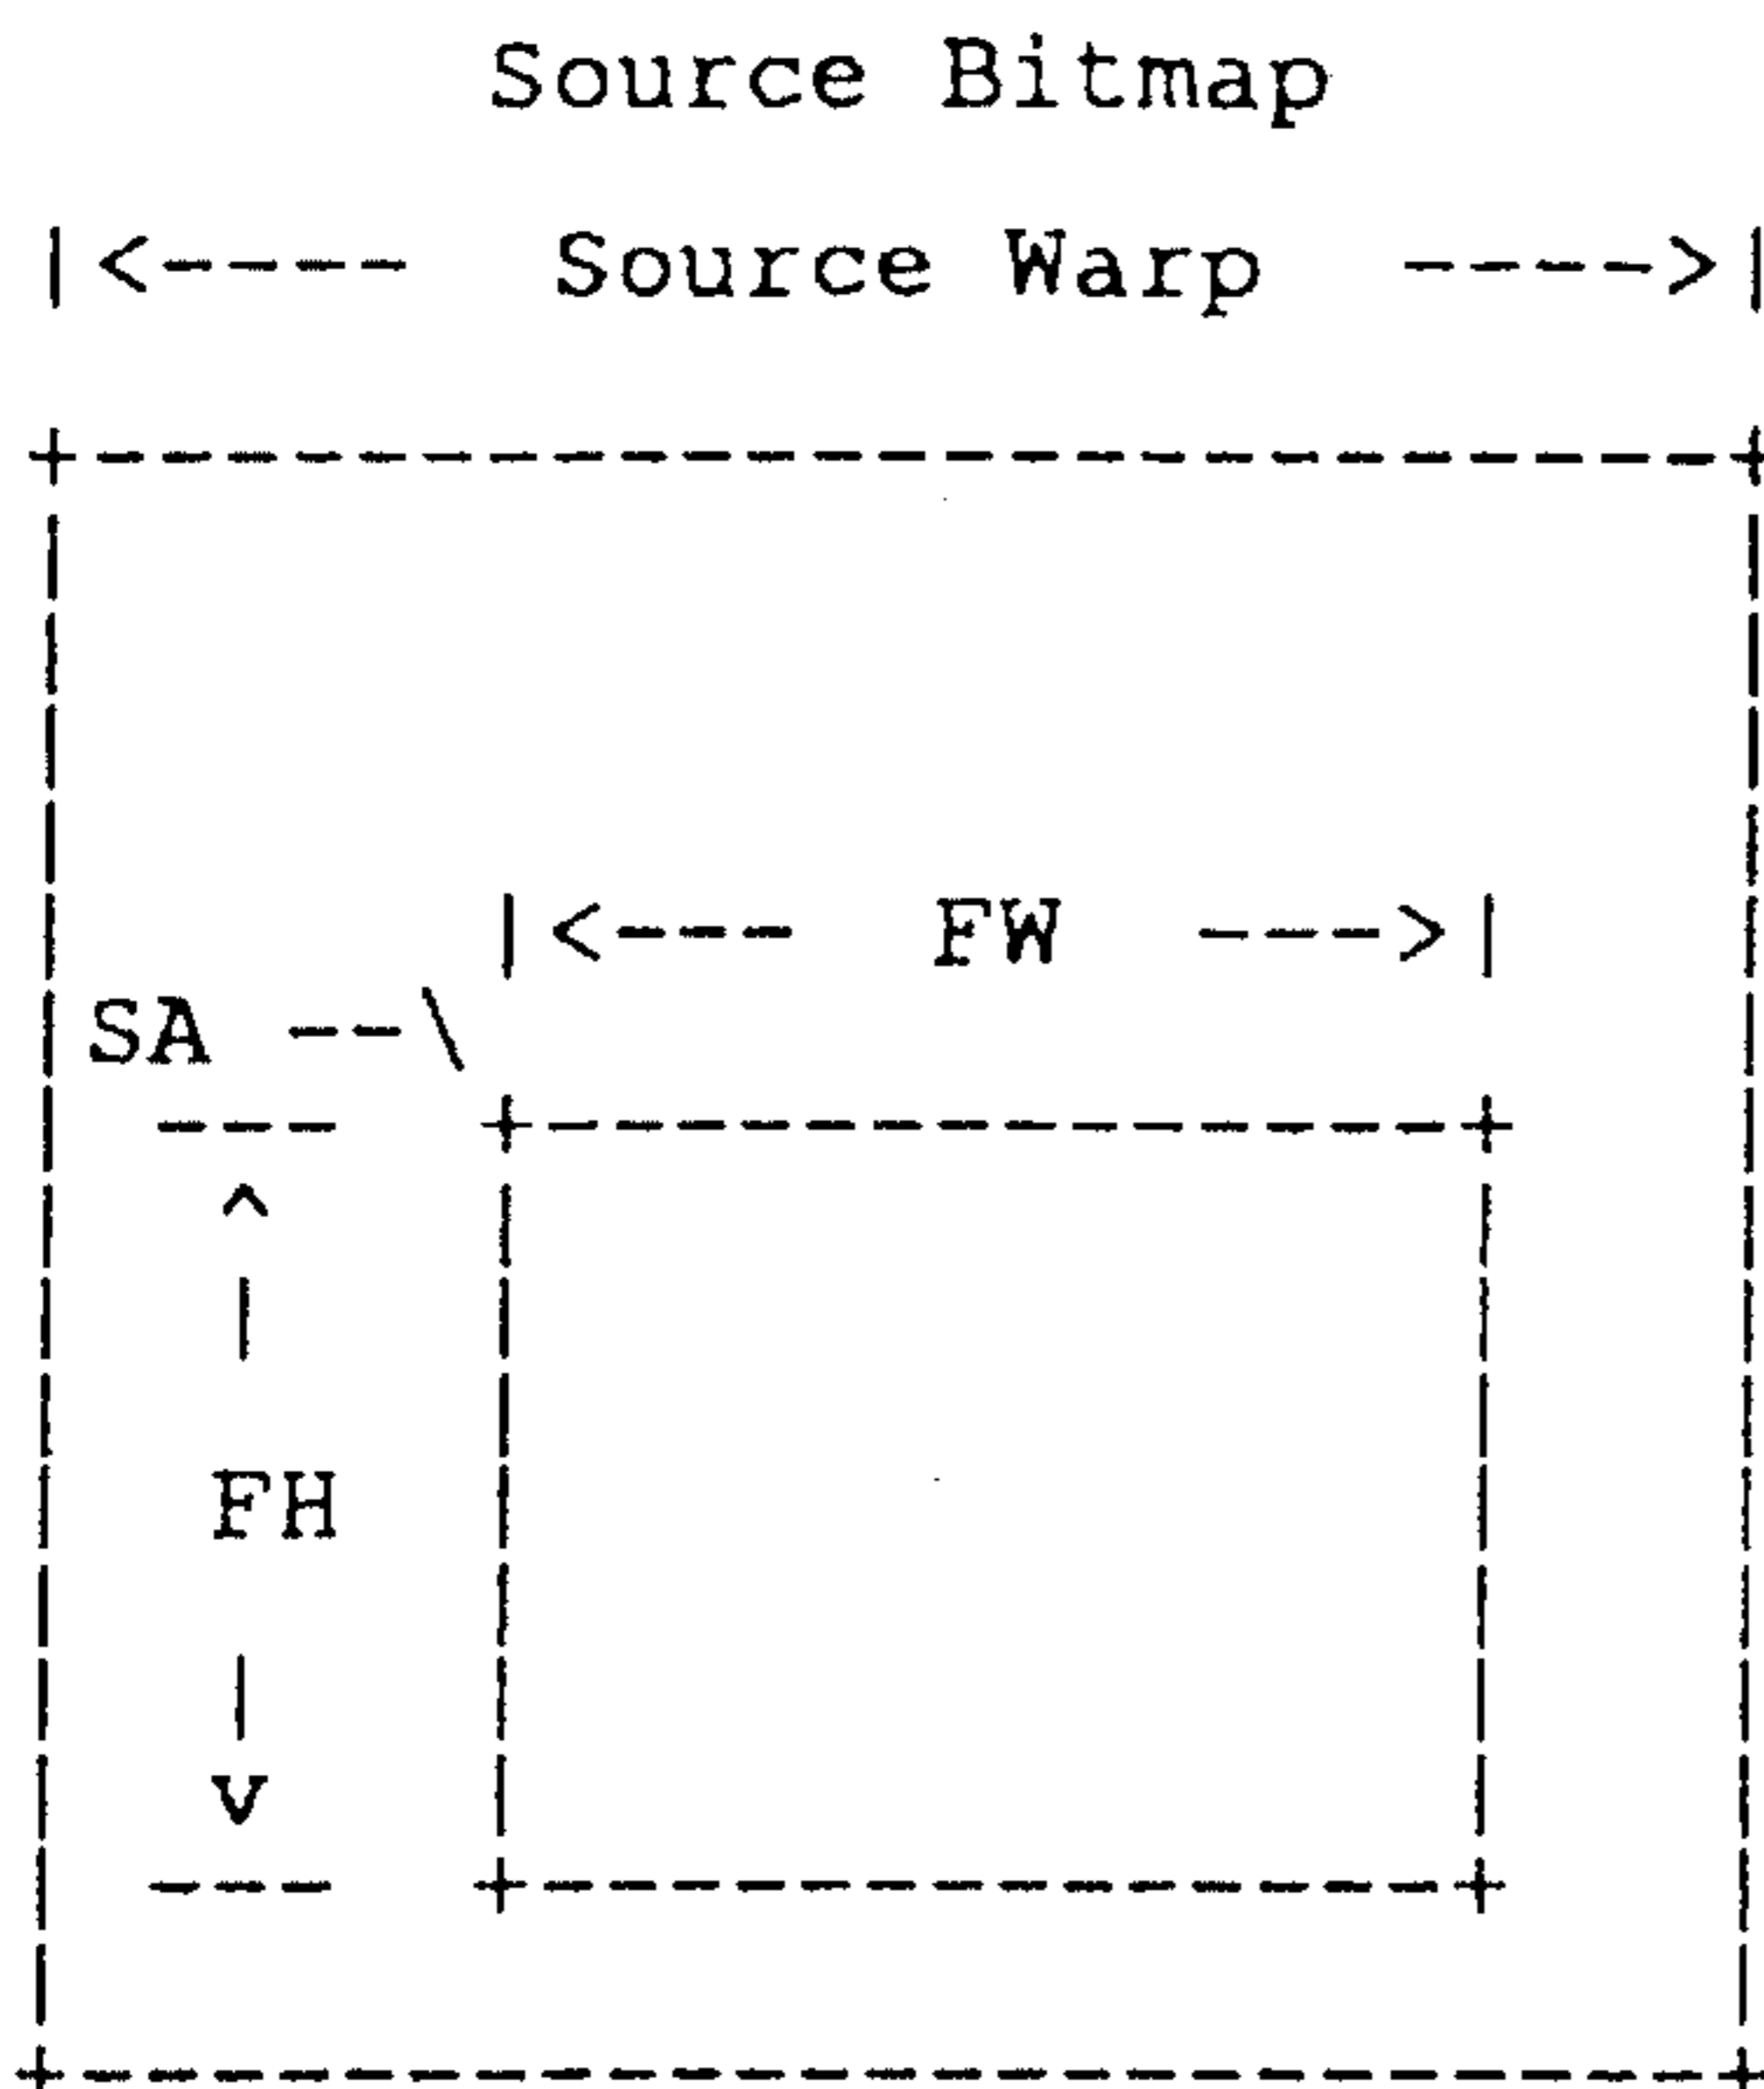 Source Bitmap
|<---- Source Warp ---->|
|<--- FW --->|
SA --\
FH